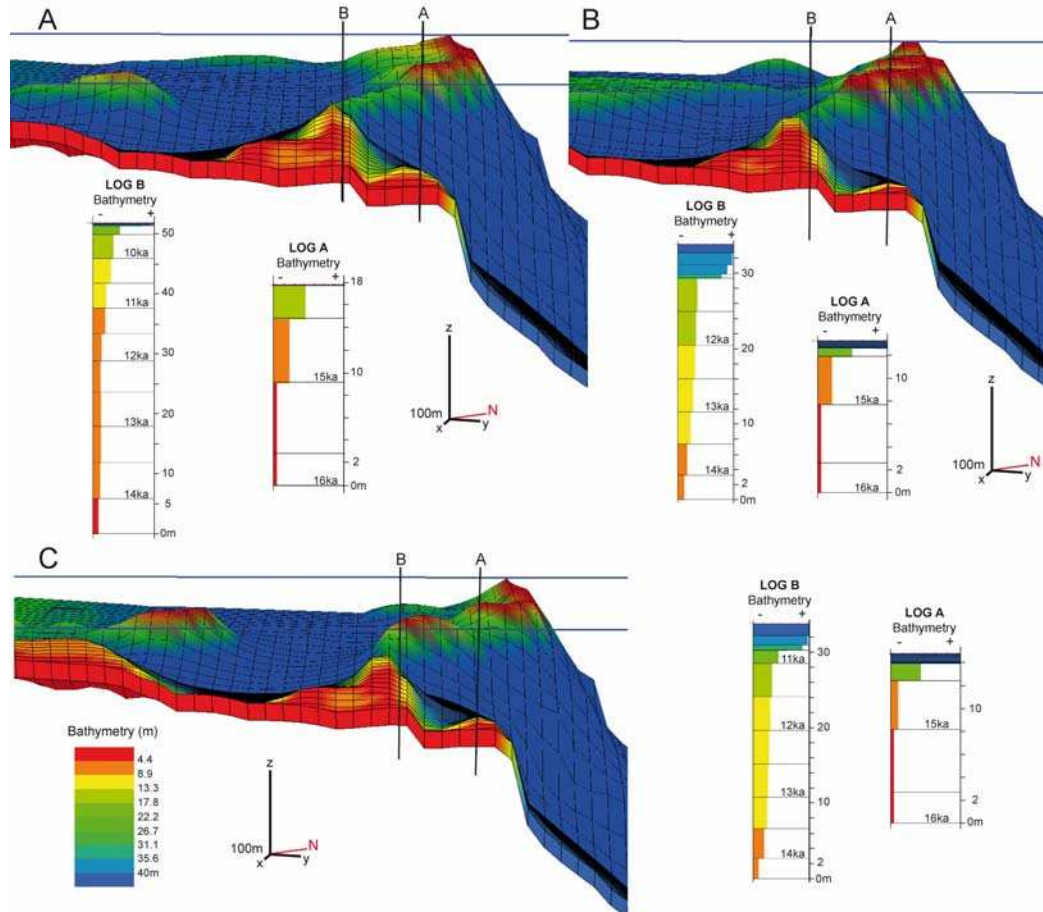 A
B
A
LOG B
Bathymetry
- +
50
10ka
40
11ka
30
12ka
20
13ka
10
14ka
5
0m
LOG A
Bathymetry
- +
18
10
15ka
2
16ka
0m
z
100m
N
x
y
B
B
A
LOG B
Bathymetry
- +
30
12ka
20
13ka
10
14ka
2
0m
LOG A
Bathymetry
- +
10
15ka
2
16ka
0m
z
100m
N
x
y
C
B
A
Bathymetry (m)
4.4
8.9
13.3
17.8
22.2
26.7
31.1
35.6
40m
z
100m
N
x
y
LOG B
Bathymetry
- +
11ka
30
12ka
20
13ka
10
14ka
2
0m
LOG A
Bathymetry
- +
10
15ka
2
16ka
0m